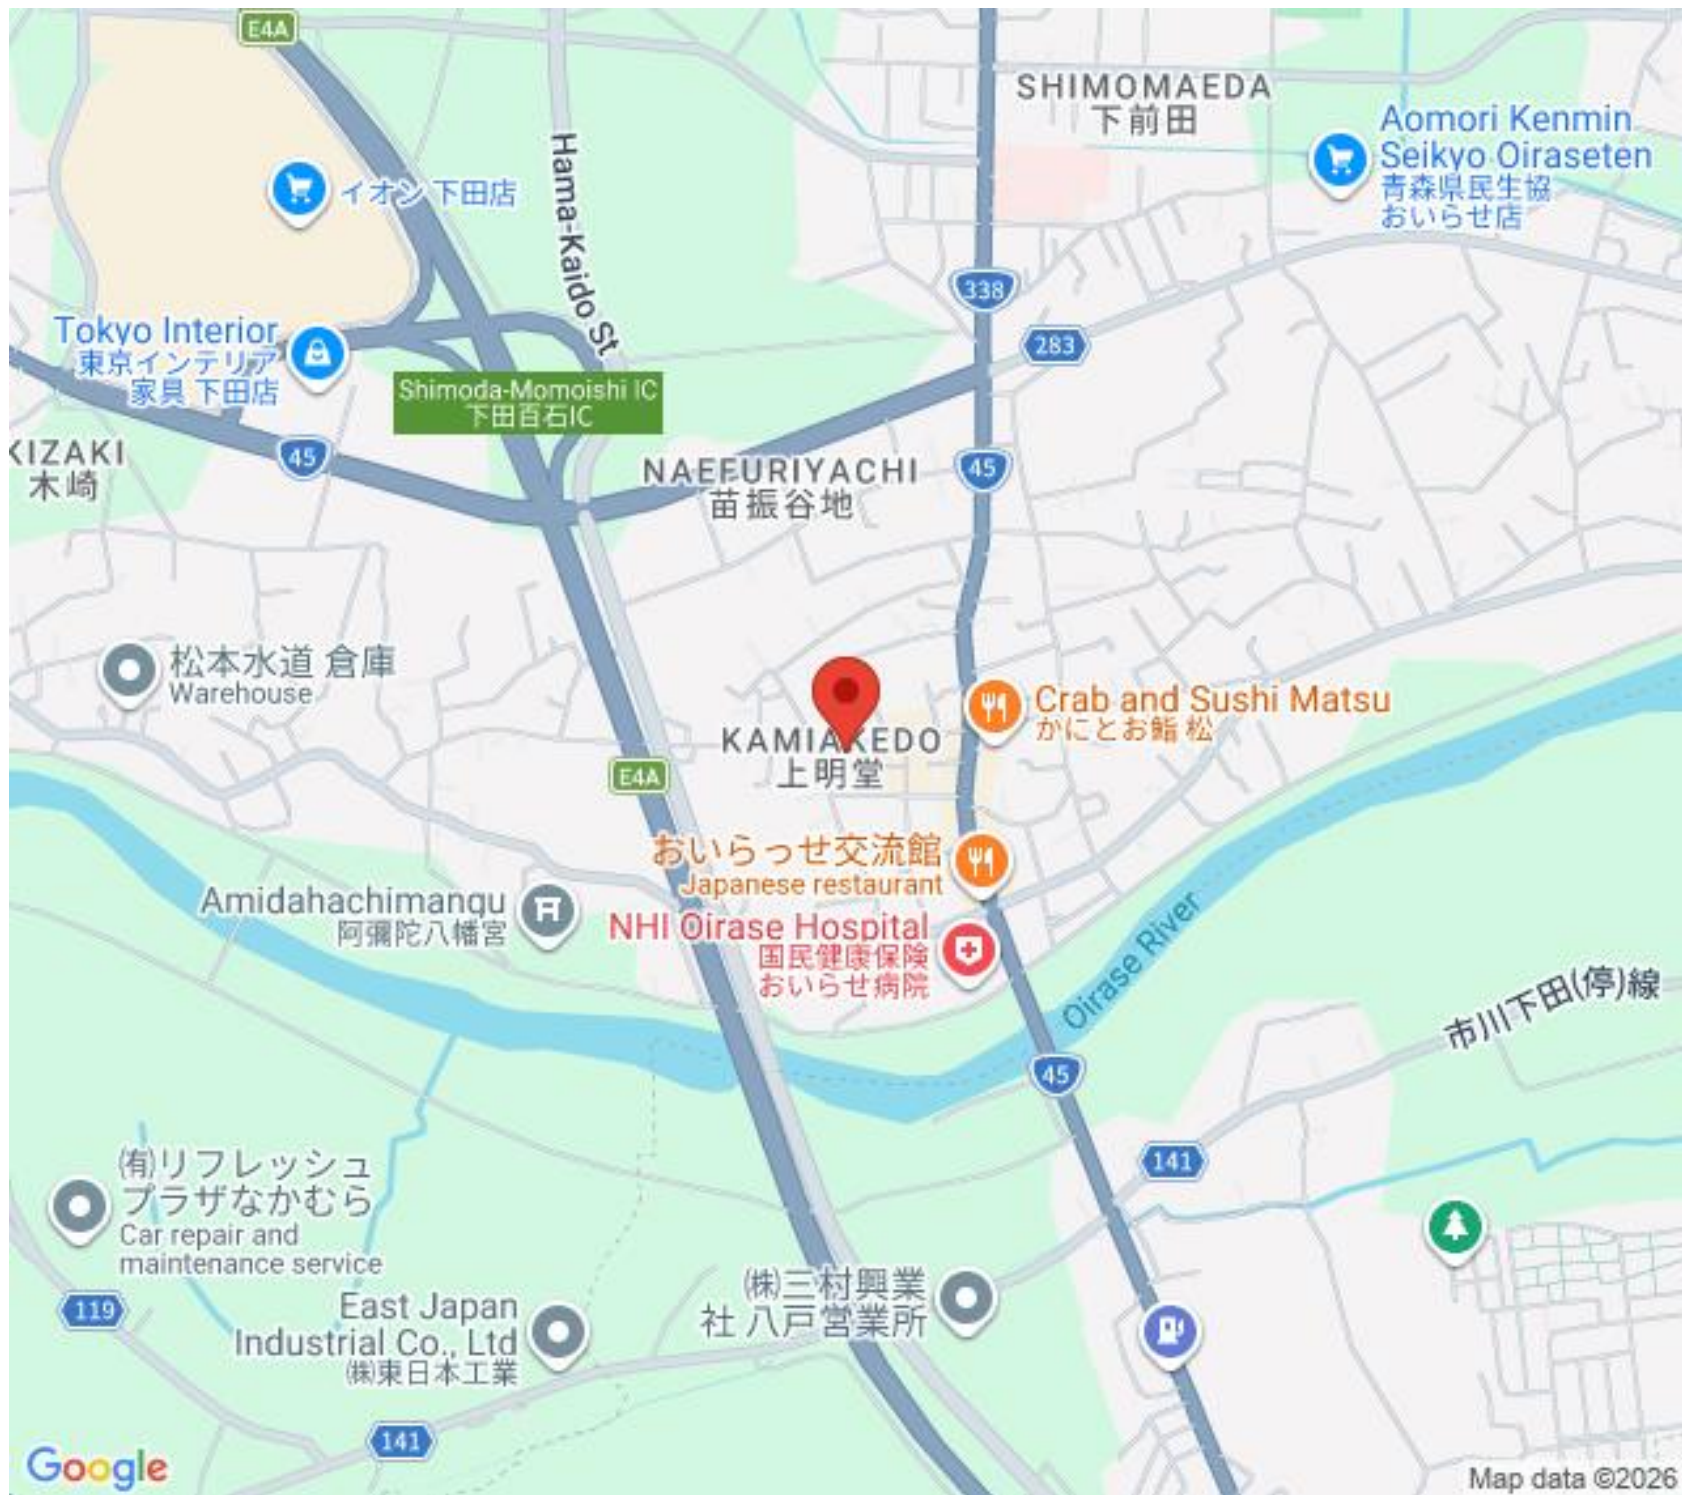 E4A
SHIMOMAEDA
下前田
Aomori Kenmin
Seikyo Oiraseten
青森県民生協
おいらせ店
イオン 下田店
Hama-Kaido St
338
283
Tokyo Interior
東京インテリア
家具 下田店
Shimoda-Momoishi IC
下田百石IC
KIZAKI
木崎
45
NAEFURIYACHI
苗振谷地
45
松本水道 倉庫
Warehouse
Crab and Sushi Matsu
かにとお鮨 松
KAMIAKEDO
上明堂
E4A
おいらっせ交流館
Japanese restaurant
Amidahachimangu
阿彌陀八幡宮
NHI Oirase Hospital
国民健康保険
おいらせ病院
Oirase River
市川下田(停)線
45
141
㈲リフレッシュ
プラザなかむら
Car repair and
maintenance service
119
East Japan
Industrial Co., Ltd
㈱東日本工業
㈱三村興業
社 八戸営業所
141
Google
Map data ©2026